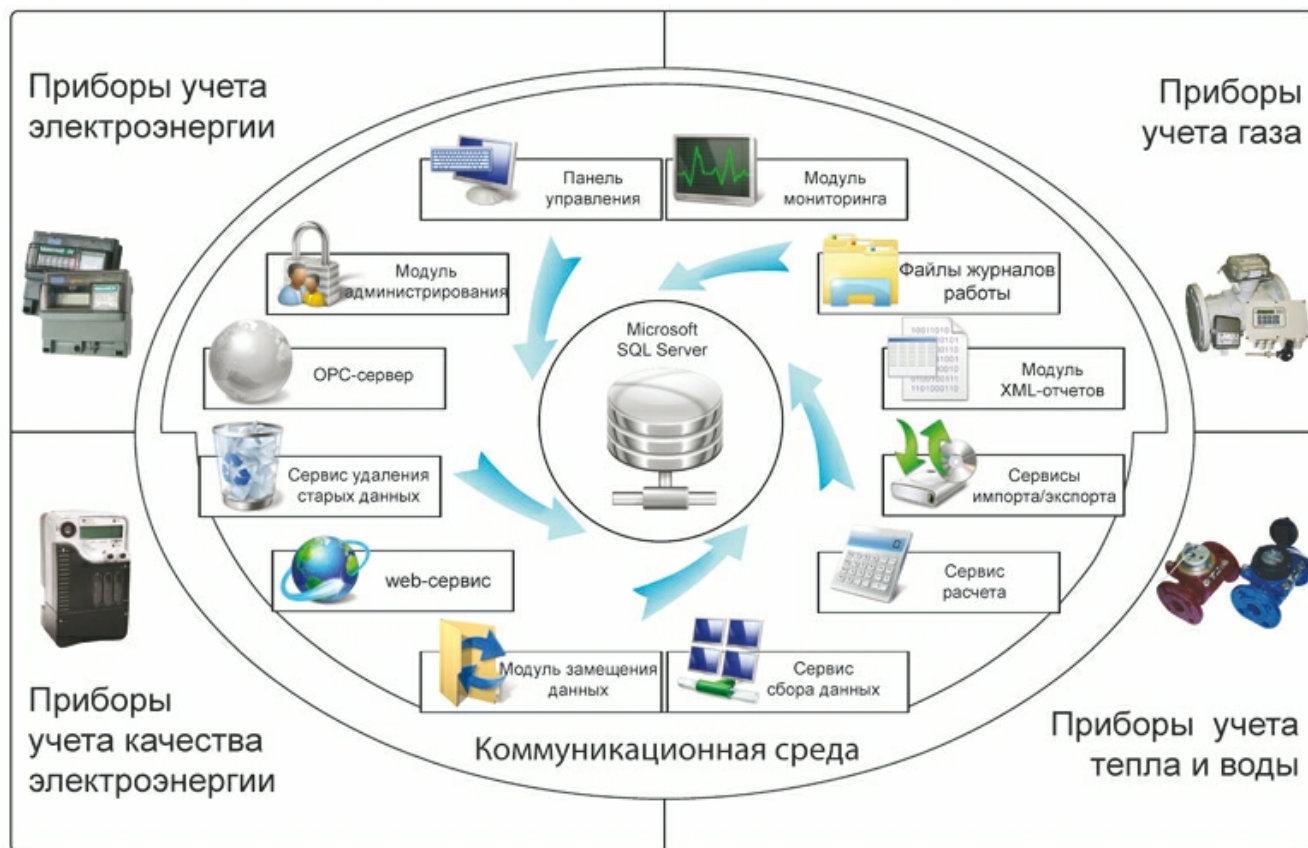 Приборы учета
электроэнергии
Приборы
учета газа
Панель
управления
Модуль
мониторинга
Модуль
администрирования
Файлы журналов
работы
Microsoft
SQL Server
OPC-сервер
Модуль
XML-отчетов
Сервис удаления
старых данных
Сервисы
импорта/экспорта
web-сервис
Сервис
расчета
Модуль замещения
данных
Сервис
сбора данных
Коммуникационная среда
Приборы
учета качества
электроэнергии
Приборы учета
тепла и воды